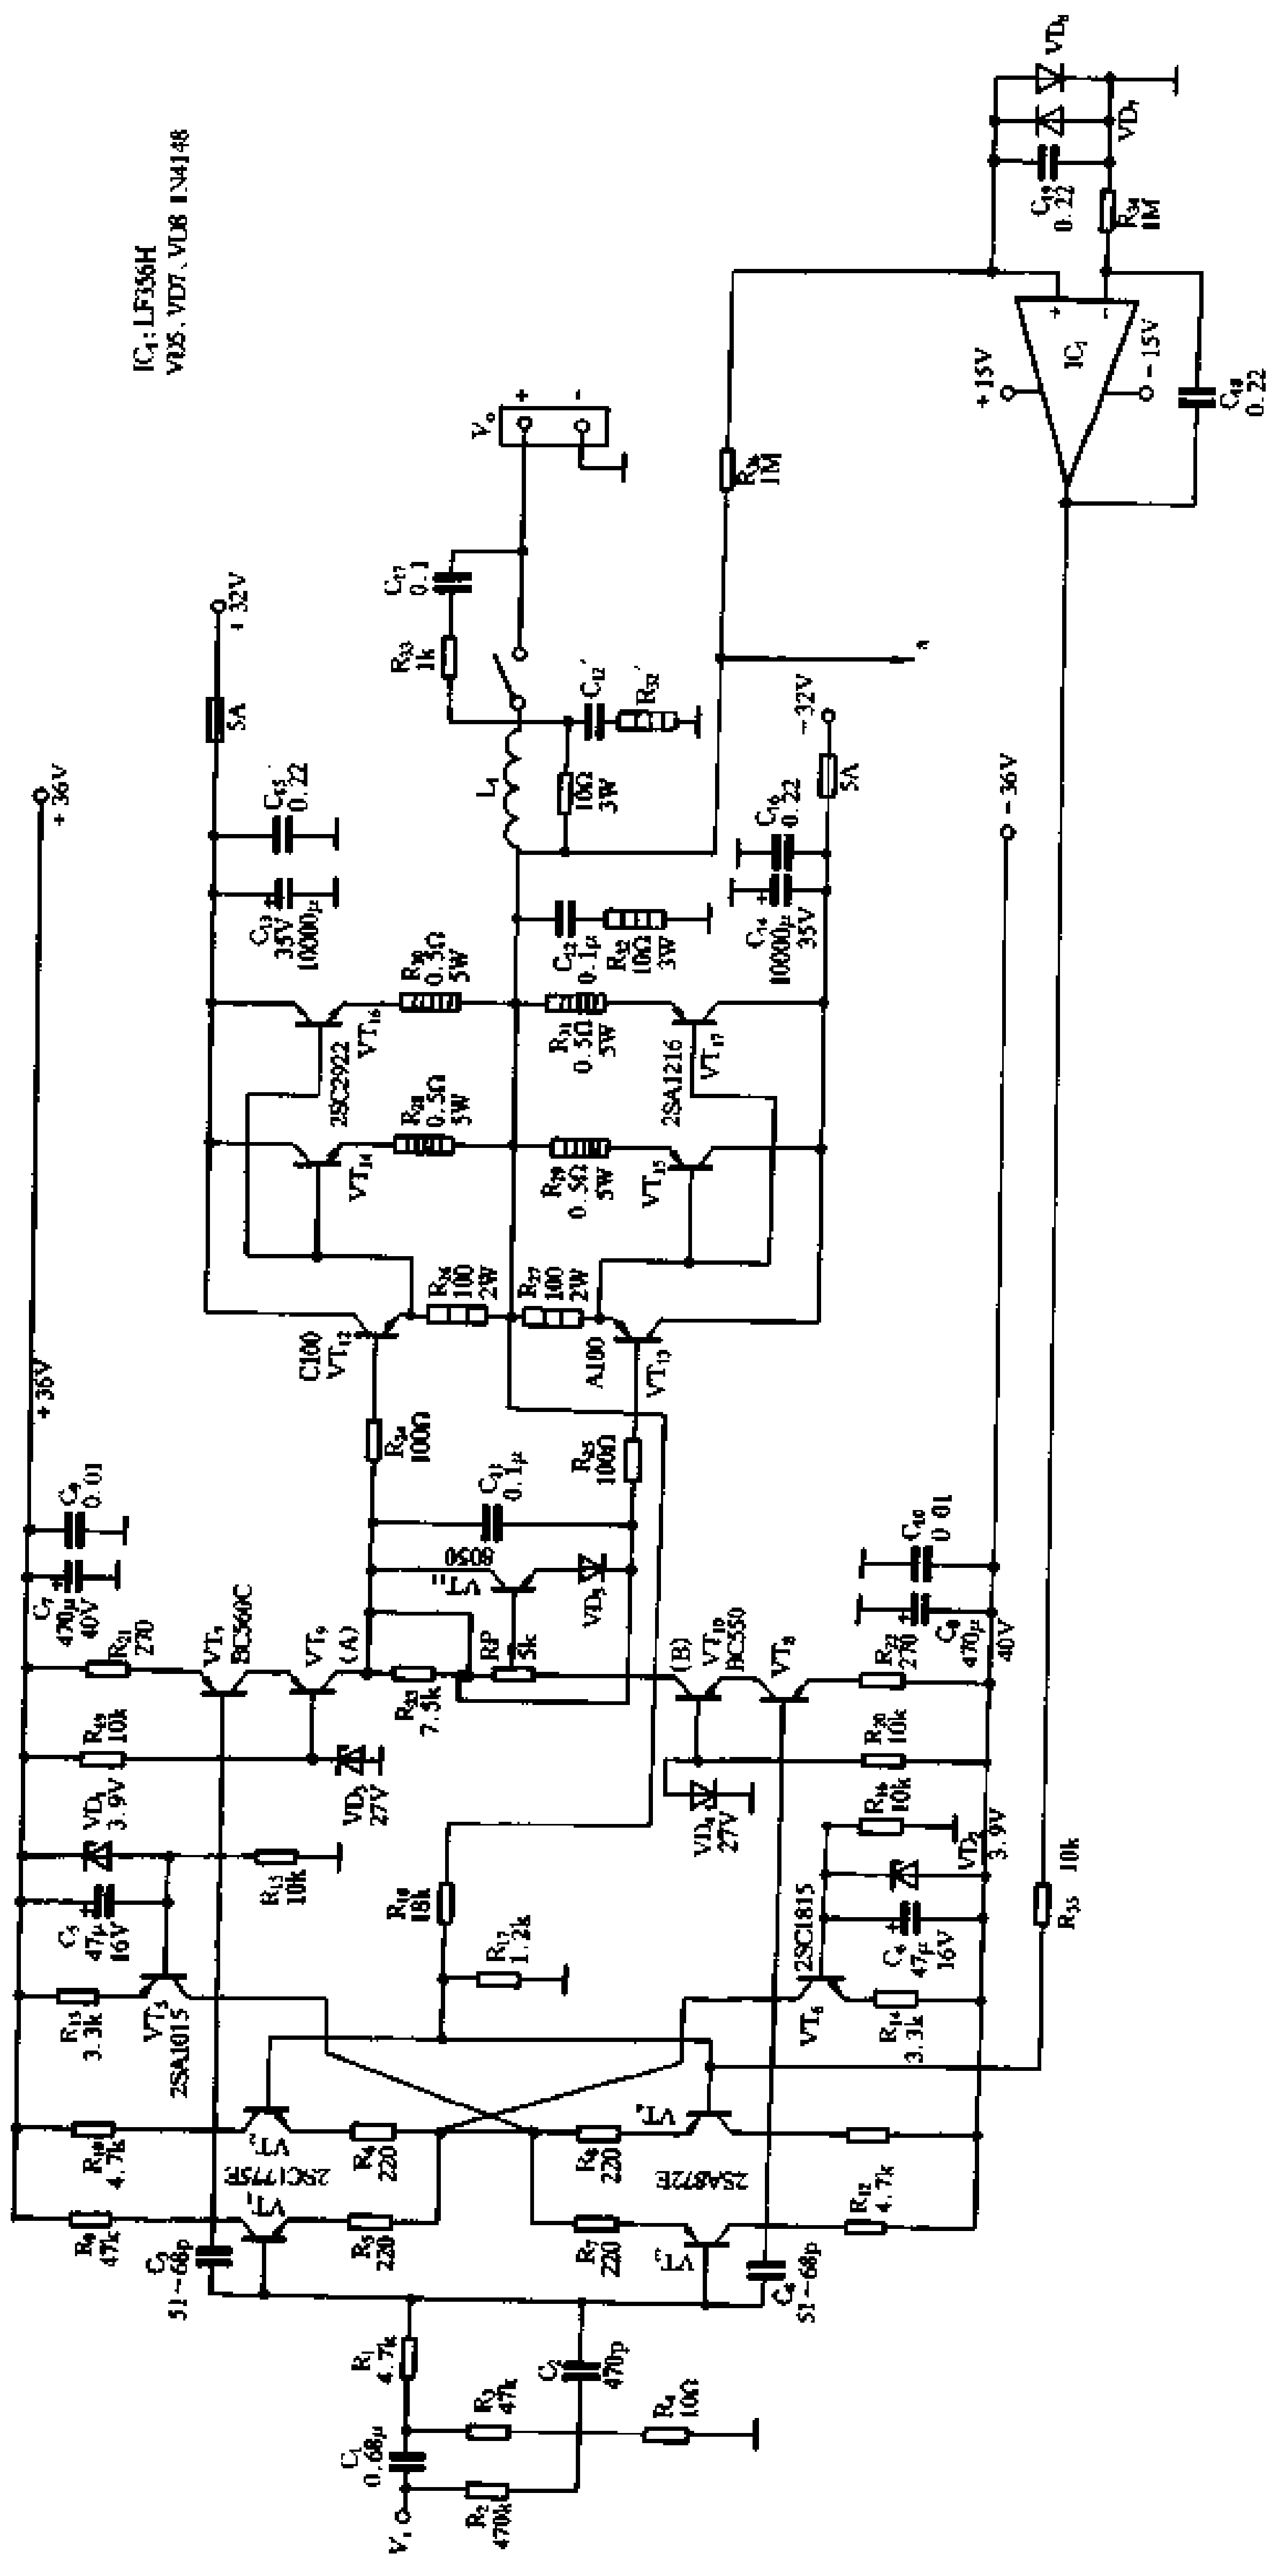 IC₁: LF356H
VD5、VD7、VD8 1N4148
+36V
+36V
C₉
0.01
C₇
470μ
40V
R₂₁
270
VT₇
BC560C
VT₉
(A)
R₁₉
10k
VD₁
3.9V
VD₃
27V
C₅
47μ
16V
R₁₅
10k
R₁₃
3.3k
VT₅
2SA1015
R₁₀
4.7k
R₉
47k
C₃
51~68p
VT₂
VT₁
2SC1775E
R₅
220
220
R₇
220
R₈
220
VT₄
VT₃
2SA872E
R₁₂
4.7k
51~68p
R₁
4.7k
C₁
0.68μ
V₁
R₂
470k
R₃
47k
R₄
10Ω
C₂
470p
18k
R₁₇
1.2k
2SC1815
VT₆
R₁₄
3.3k
47μ
16V
R₁₆
10k
VD₂
3.9V
VD₄
27V
R₂₀
10k
R₂₂
270
C₈
470μ
40V
C₁₀
0.01
(B)
VT₁₀
BC550
VT₈
R₂₃
7.5k
RP
5k
VT₁₁
8050
VD₅
C₁₁
0.1μ
R₂₄
100Ω
R₂₅
100Ω
C100
VT₁₂
A100
VT₁₃
R₂₆
100
2W
R₂₇
100
2W
VT₁₄
VT₁₅
2SC2922
VT₁₆
2SA1216
VT₁₇
R₂₈
0.5Ω
5W
R₂₉
0.5Ω
5W
R₃₀
0.5Ω
5W
R₃₁
0.5Ω
5W
C₁₂
0.1μ
R₃₂
10Ω
3W
C₁₃
35V
10000μ
C₁₅
0.22
5A
+32V
C₁₄
10000μ
35V
C₁₆
0.22
5A
-32V
-36V
L₁
10Ω
3W
C₁₂'
R₃₂'
R₃₃
1k
C₁₇
0.1
V₀
+
-
1M
a
+15V
-15V
IC₁
+
-
C₁₈
0.22
C₁₉
0.22
R₃₄
1M
VD₇
VD₈
R₃₅
10k